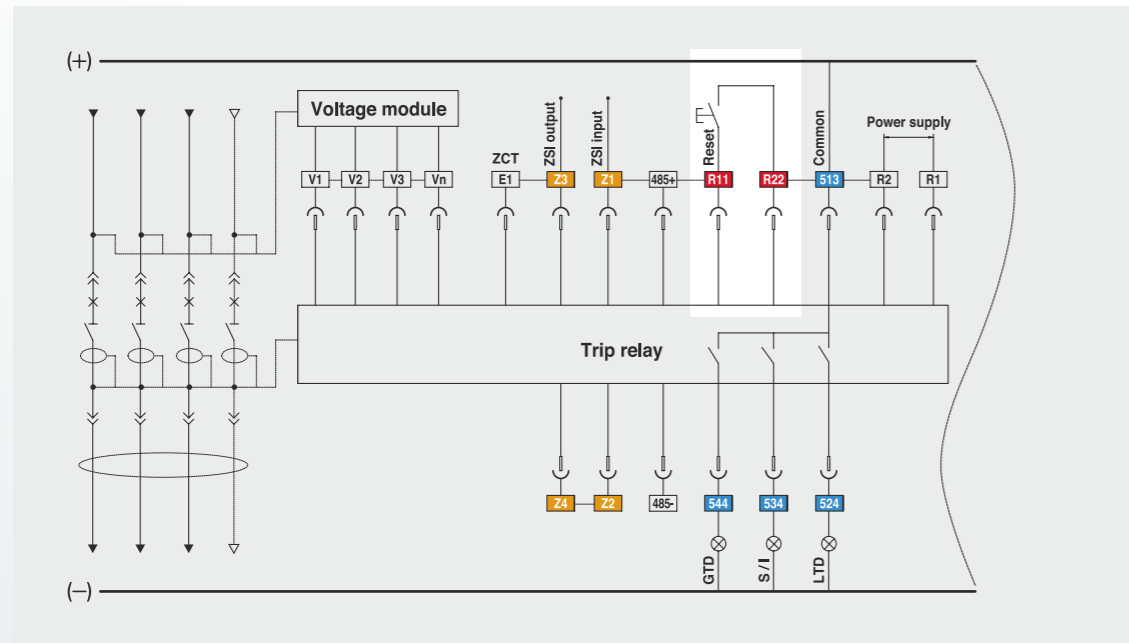 (+)
Voltage module
ZCT
ZSI output
ZSI input
Reset
Common
Power supply
V1
V2
V3
Vn
E1
Z3
Z1
485+
R11
R22
513
R2
R1
Trip relay
Z4
Z2
485-
544
534
524
GTD
S / I
LTD
(−)